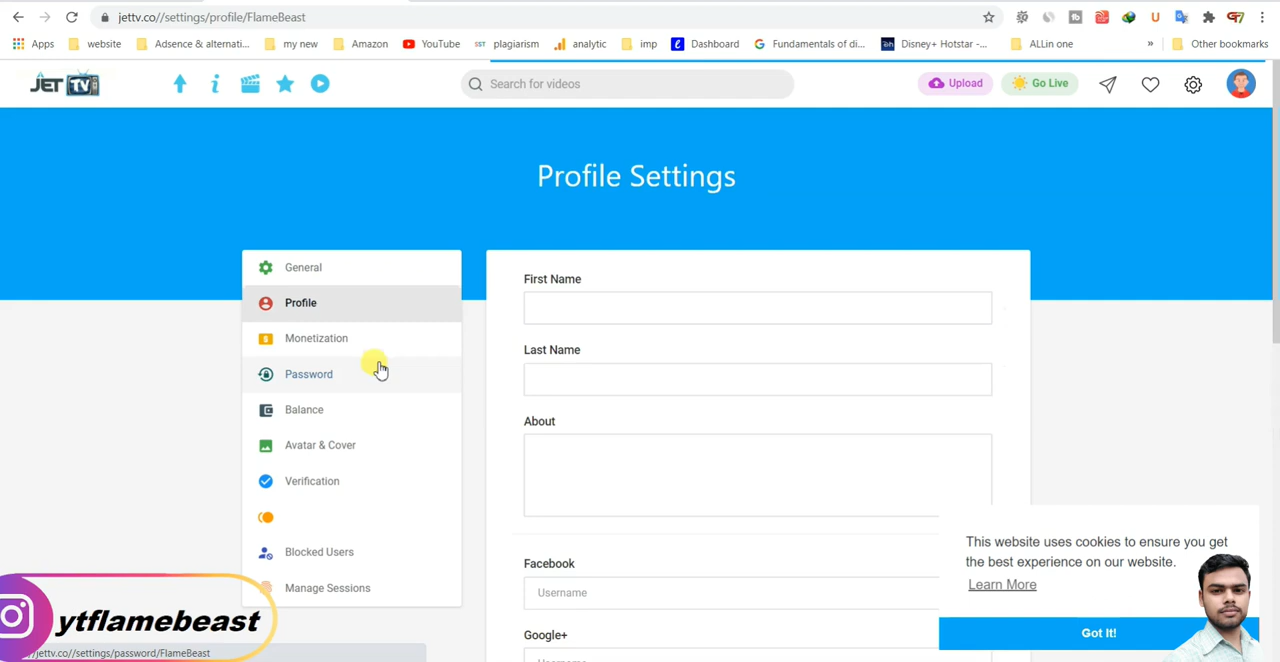 jettv.co//settings/profile/FlameBeast
Apps
website
Adsence & alternati...
my new
Amazon
YouTube
SST plagiarism
analytic
imp
Dashboard
Fundamentals of di...
Disney+ Hotstar -...
ALLin one
»
Other bookmarks
JET TV
Search for videos
Upload
Go Live
Profile Settings
General
Profile
Monetization
Password
Balance
Avatar & Cover
Verification
Blocked Users
Manage Sessions
First Name
Last Name
About
Facebook
Username
Google+
Username
This website uses cookies to ensure you get
the best experience on our website.
Learn More
Got It!
ytflamebeast
/jettv.co//settings/password/FlameBeast